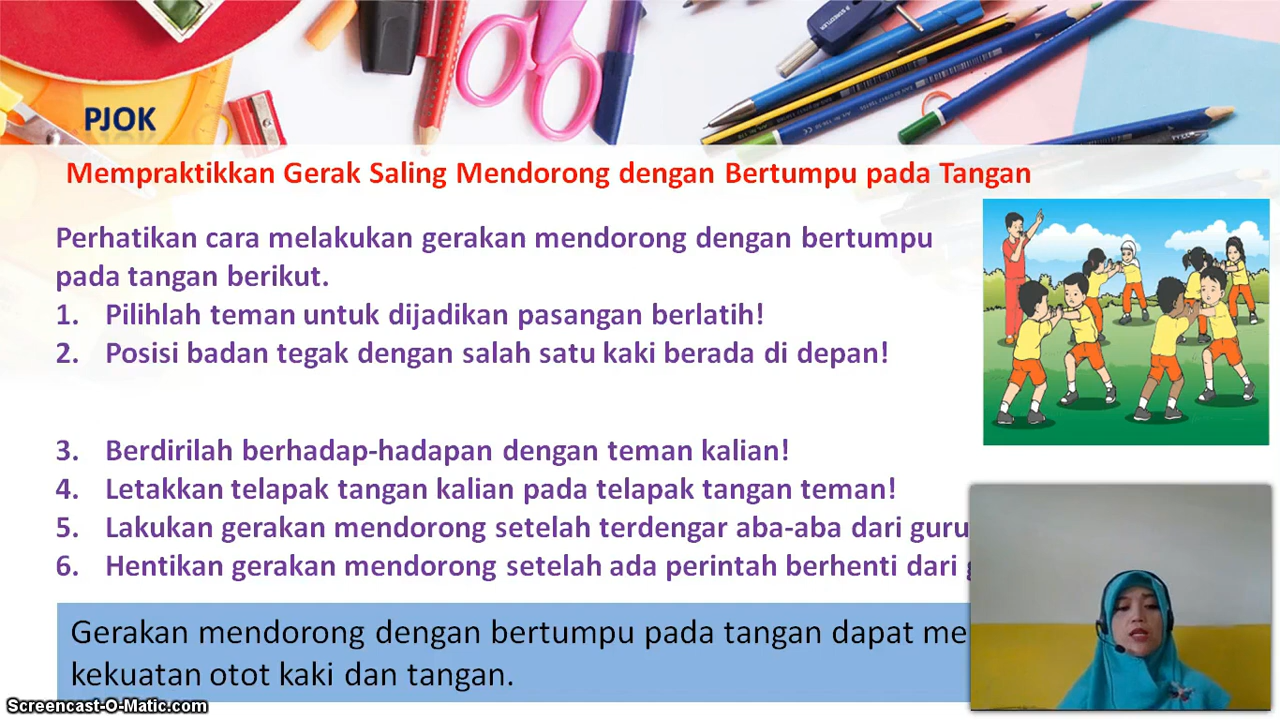 PJOK
Mempraktikkan Gerak Saling Mendorong dengan Bertumpu pada Tangan
Perhatikan cara melakukan gerakan mendorong dengan bertumpu
pada tangan berikut.
1. Pilihlah teman untuk dijadikan pasangan berlatih!
2. Posisi badan tegak dengan salah satu kaki berada di depan!
3. Berdirilah berhadap-hadapan dengan teman kalian!
4. Letakkan telapak tangan kalian pada telapak tangan teman!
5. Lakukan gerakan mendorong setelah terdengar aba-aba dari guru
6. Hentikan gerakan mendorong setelah ada perintah berhenti dari
Gerakan mendorong dengan bertumpu pada tangan dapat me
kekuatan otot kaki dan tangan.
Screencast-O-Matic.com